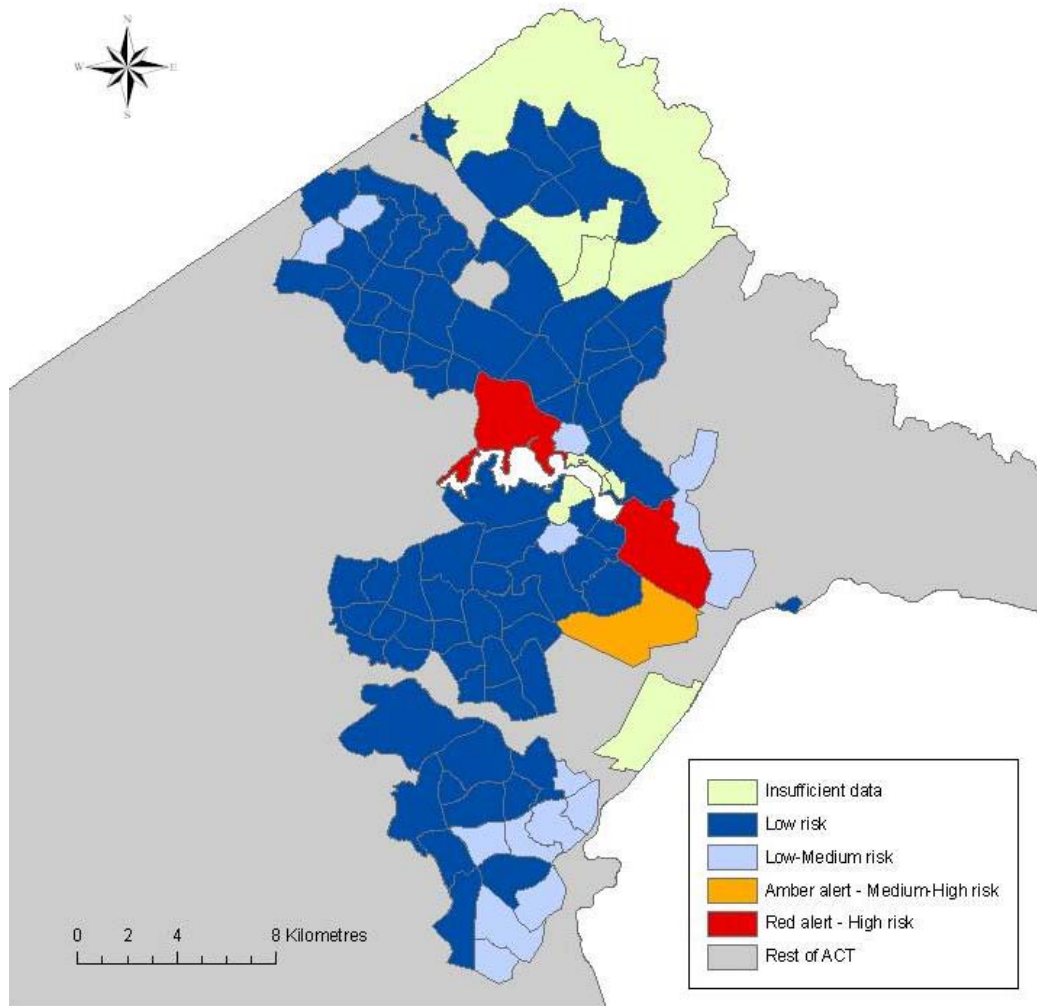 N
W E
S
Insufficient data
Low risk
Low-Medium risk
Amber alert - Medium-High risk
Red alert - High risk
Rest of ACT
0 2 4 8 Kilometres